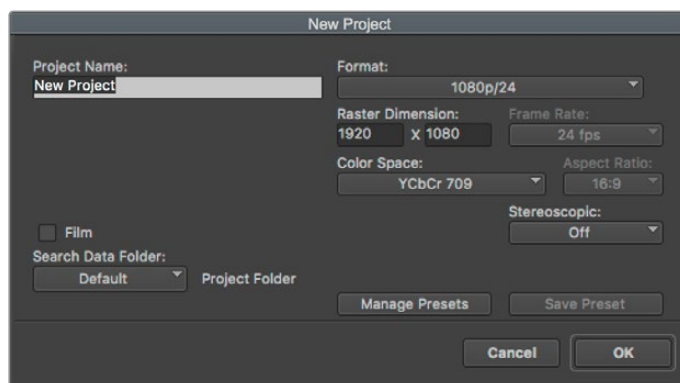 New Project
Project Name:
New Project
Format:
1080p/24
Raster Dimension:
Frame Rate:
1920 x 1080
24 fps
Color Space:
Aspect Ratio:
YCbCr 709
16:9
Stereoscopic:
Film
Off
Search Data Folder:
Default
Project Folder
Manage Presets
Save Preset
Cancel
OK